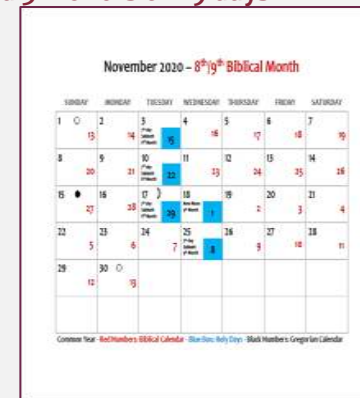 November 2020 – 8th/9th Biblical Month
SUNDAY MONDAY TUESDAY WEDNESDAY THURSDAY FRIDAY SATURDAY
1 2 3 4 5 6 7
13 14 15 16 17 18 19
8 9 10 11 12 13 14
20 21 22 23 24 25 26
15 16 17 18 19 20 21
27 28 29 1 2 3 4
22 23 24 25 26 27 28
5 6 7 8 9 10 11
29 30
12 13
Common Year - Red Numbers: Biblical Calendar - Blue Box: Holy Days - Black Numbers: Gregorian Calendar